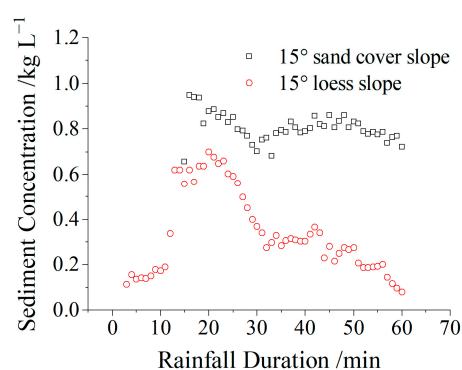 Sediment Concentration /kg L⁻¹
1.2
1.0
0.8
0.6
0.4
0.2
0.0
15° sand cover slope
15° loess slope
0 10 20 30 40 50 60 70
Rainfall Duration /min